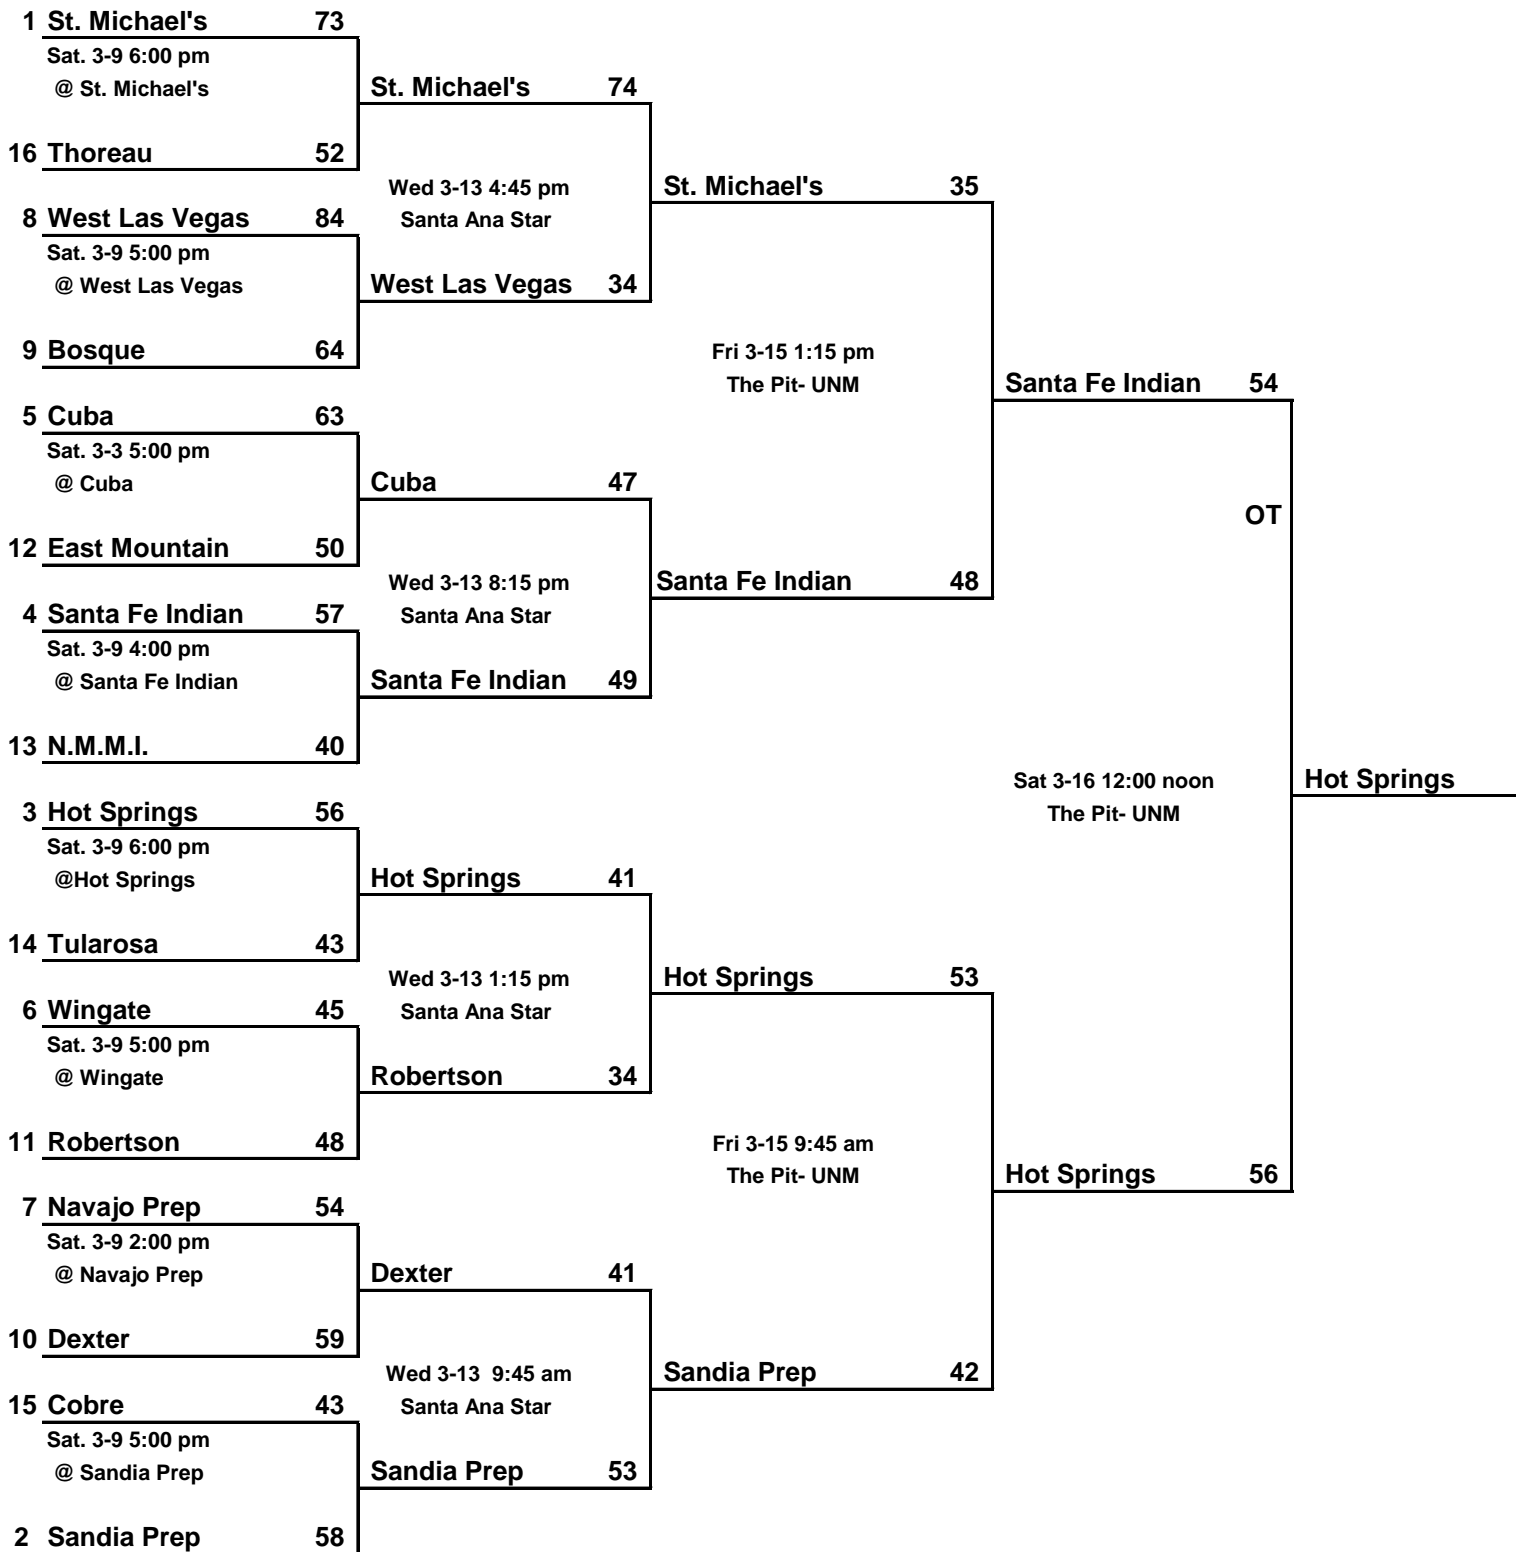 1 St. Michael's 73
Sat. 3-9 6:00 pm
@ St. Michael's
St. Michael's 74
16 Thoreau 52
Wed 3-13 4:45 pm
St. Michael's 35
8 West Las Vegas 84
Santa Ana Star
Sat. 3-9 5:00 pm
@ West Las Vegas
West Las Vegas 34
9 Bosque 64
Fri 3-15 1:15 pm
The Pit- UNM
Santa Fe Indian 54
5 Cuba 63
Sat. 3-3 5:00 pm
@ Cuba
Cuba 47
OT
12 East Mountain 50
Wed 3-13 8:15 pm
Santa Fe Indian 48
4 Santa Fe Indian 57
Santa Ana Star
Sat. 3-9 4:00 pm
@ Santa Fe Indian
Santa Fe Indian 49
13 N.M.M.I. 40
Sat 3-16 12:00 noon
Hot Springs
3 Hot Springs 56
The Pit- UNM
Sat. 3-9 6:00 pm
@Hot Springs
Hot Springs 41
14 Tularosa 43
Wed 3-13 1:15 pm
Hot Springs 53
6 Wingate 45
Santa Ana Star
Sat. 3-9 5:00 pm
@ Wingate
Robertson 34
11 Robertson 48
Fri 3-15 9:45 am
The Pit- UNM
Hot Springs 56
7 Navajo Prep 54
Sat. 3-9 2:00 pm
@ Navajo Prep
Dexter 41
10 Dexter 59
Wed 3-13 9:45 am
Sandia Prep 42
15 Cobre 43
Santa Ana Star
Sat. 3-9 5:00 pm
@ Sandia Prep
Sandia Prep 53
2 Sandia Prep 58